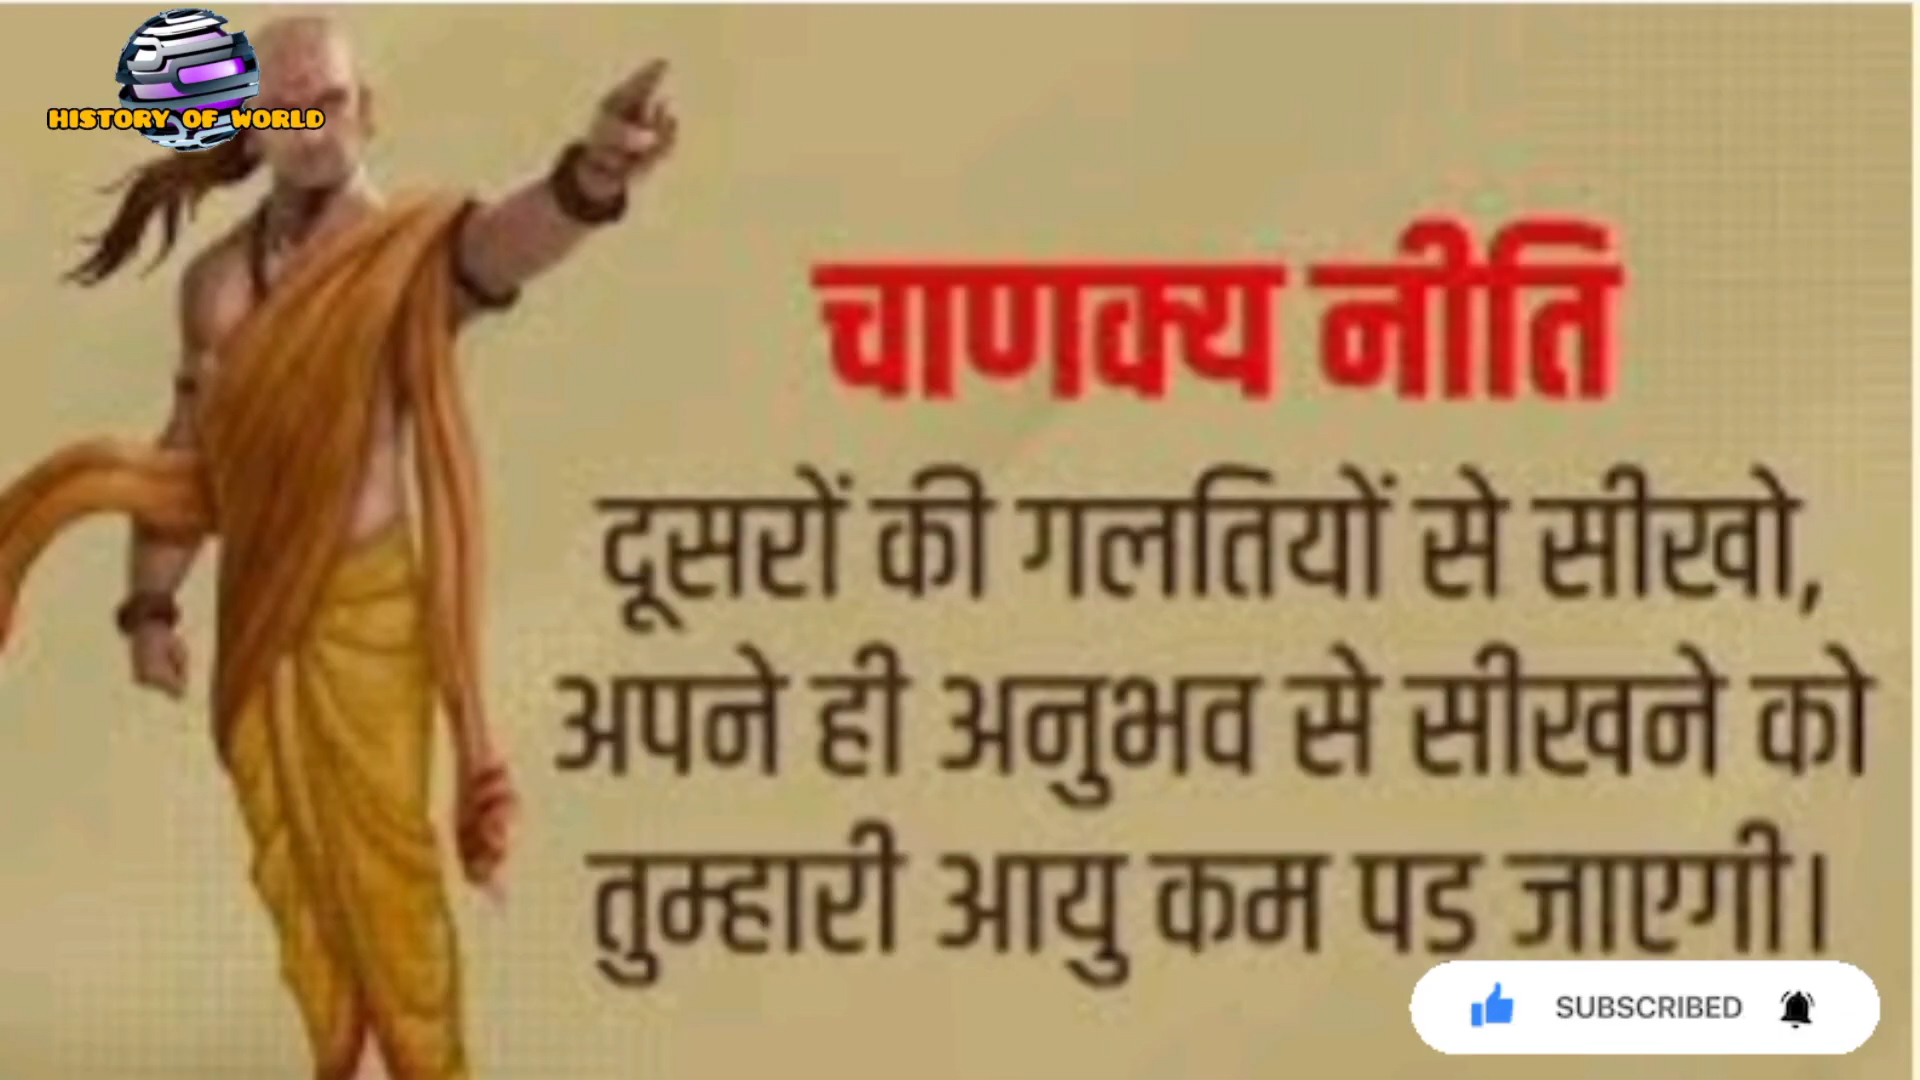 HISTORY OF WORLD
चाणक्य नीति
दूसरों की गलतियों से सीखो,
अपने ही अनुभव से सीखने को
तुम्हारी आयु कम पड जाएगी।
SUBSCRIBED